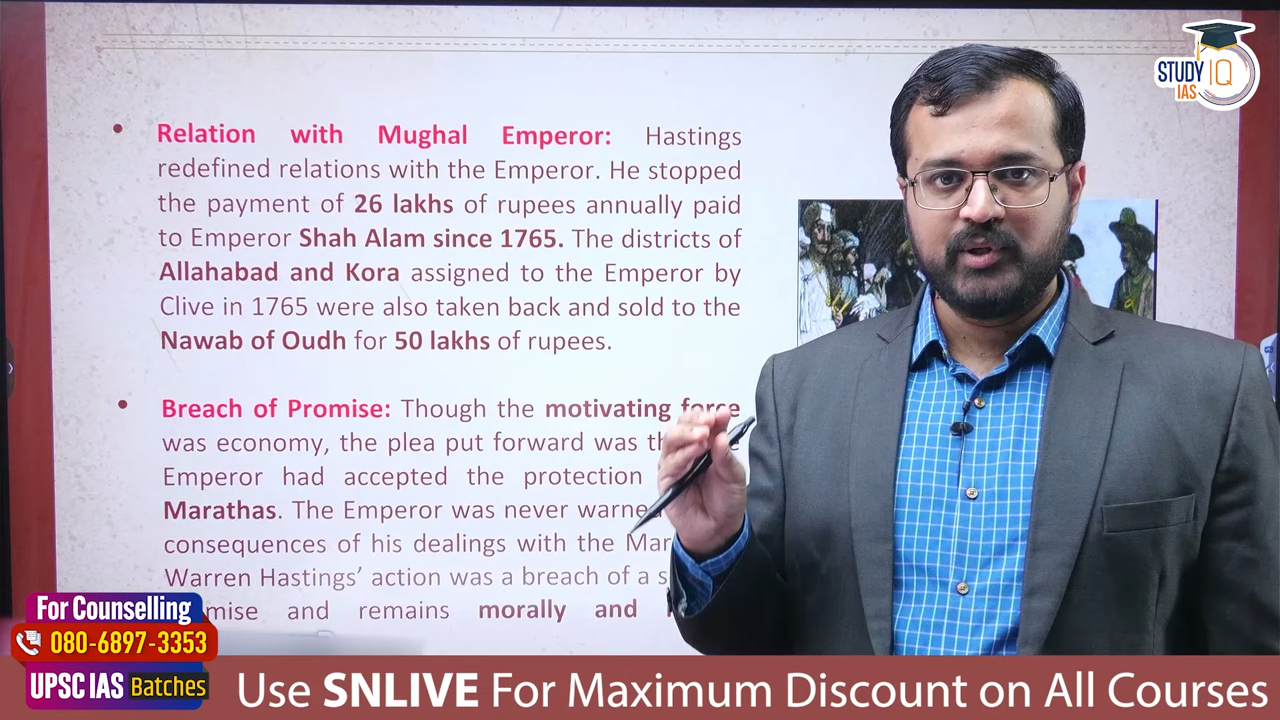 STUDY IQ
IAS
• Relation with Mughal Emperor: Hastings
redefined relations with the Emperor. He stopped
the payment of 26 lakhs of rupees annually paid
to Emperor Shah Alam since 1765. The districts of
Allahabad and Kora assigned to the Emperor by
Clive in 1765 were also taken back and sold to the
Nawab of Oudh for 50 lakhs of rupees.
• Breach of Promise: Though the motivating force
was economy, the plea put forward was
Emperor had accepted the protection
Marathas. The Emperor was never
consequences of his dealings with the
Warren Hastings’ action was a breach of a
and remains morally and
For Counselling
080-6897-3353
UPSC IAS Batches
Use SNLIVE For Maximum Discount on All Courses